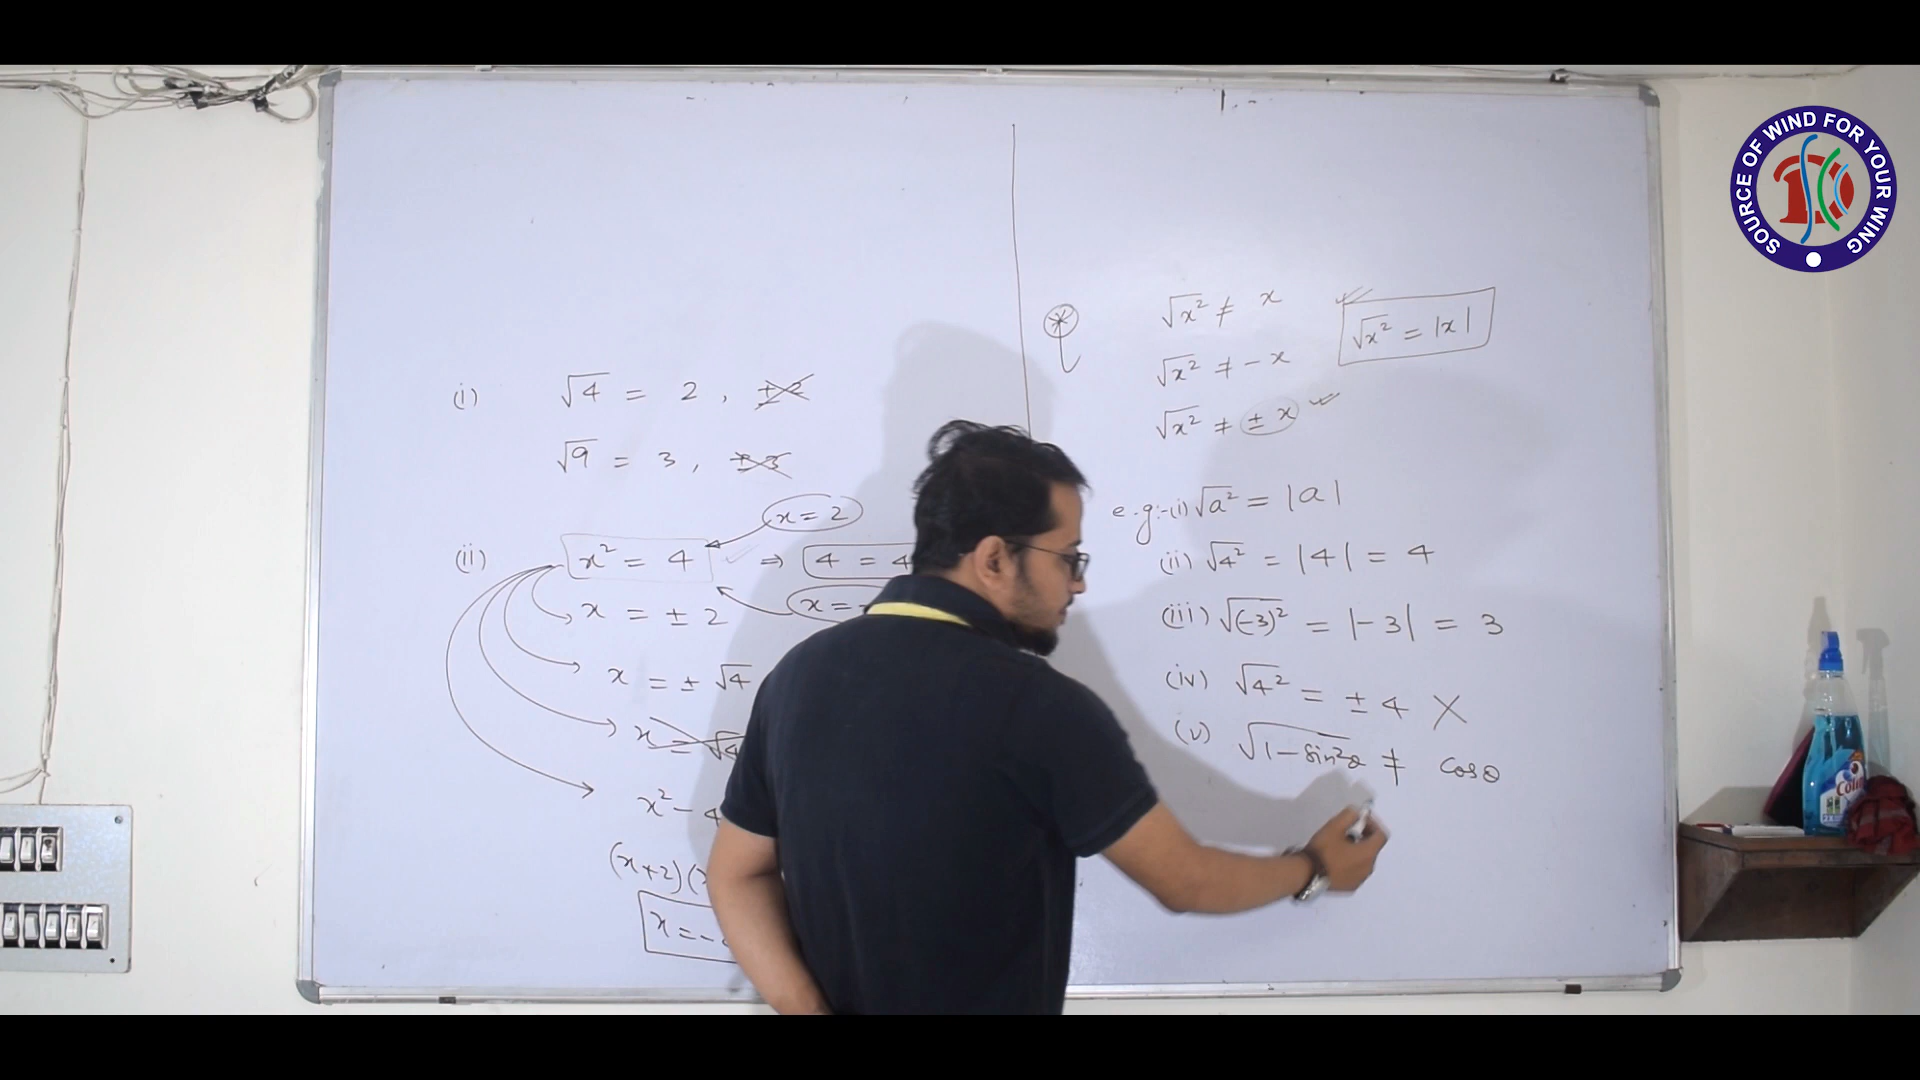 (i) √4 = 2, ±2
√9 = 3, ±3
x = 2
(ii) x² = 4 ⇒ 4 = 4
x = ± 2
x = -
x = ± √4
x = √4
x² - 4
(x+2)(x
x = -
√x² ≠ x
√x² = |x|
√x² ≠ - x
√x² ≠ ± x
e.g:-(i) √a² = |a|
(ii) √4² = |4| = 4
(iii) √(-3)² = |-3| = 3
(iv) √4² = ± 4 X
(v) √1-sin²θ ≠ cosθ
SOURCE OF WIND FOR YOUR WING
Colin